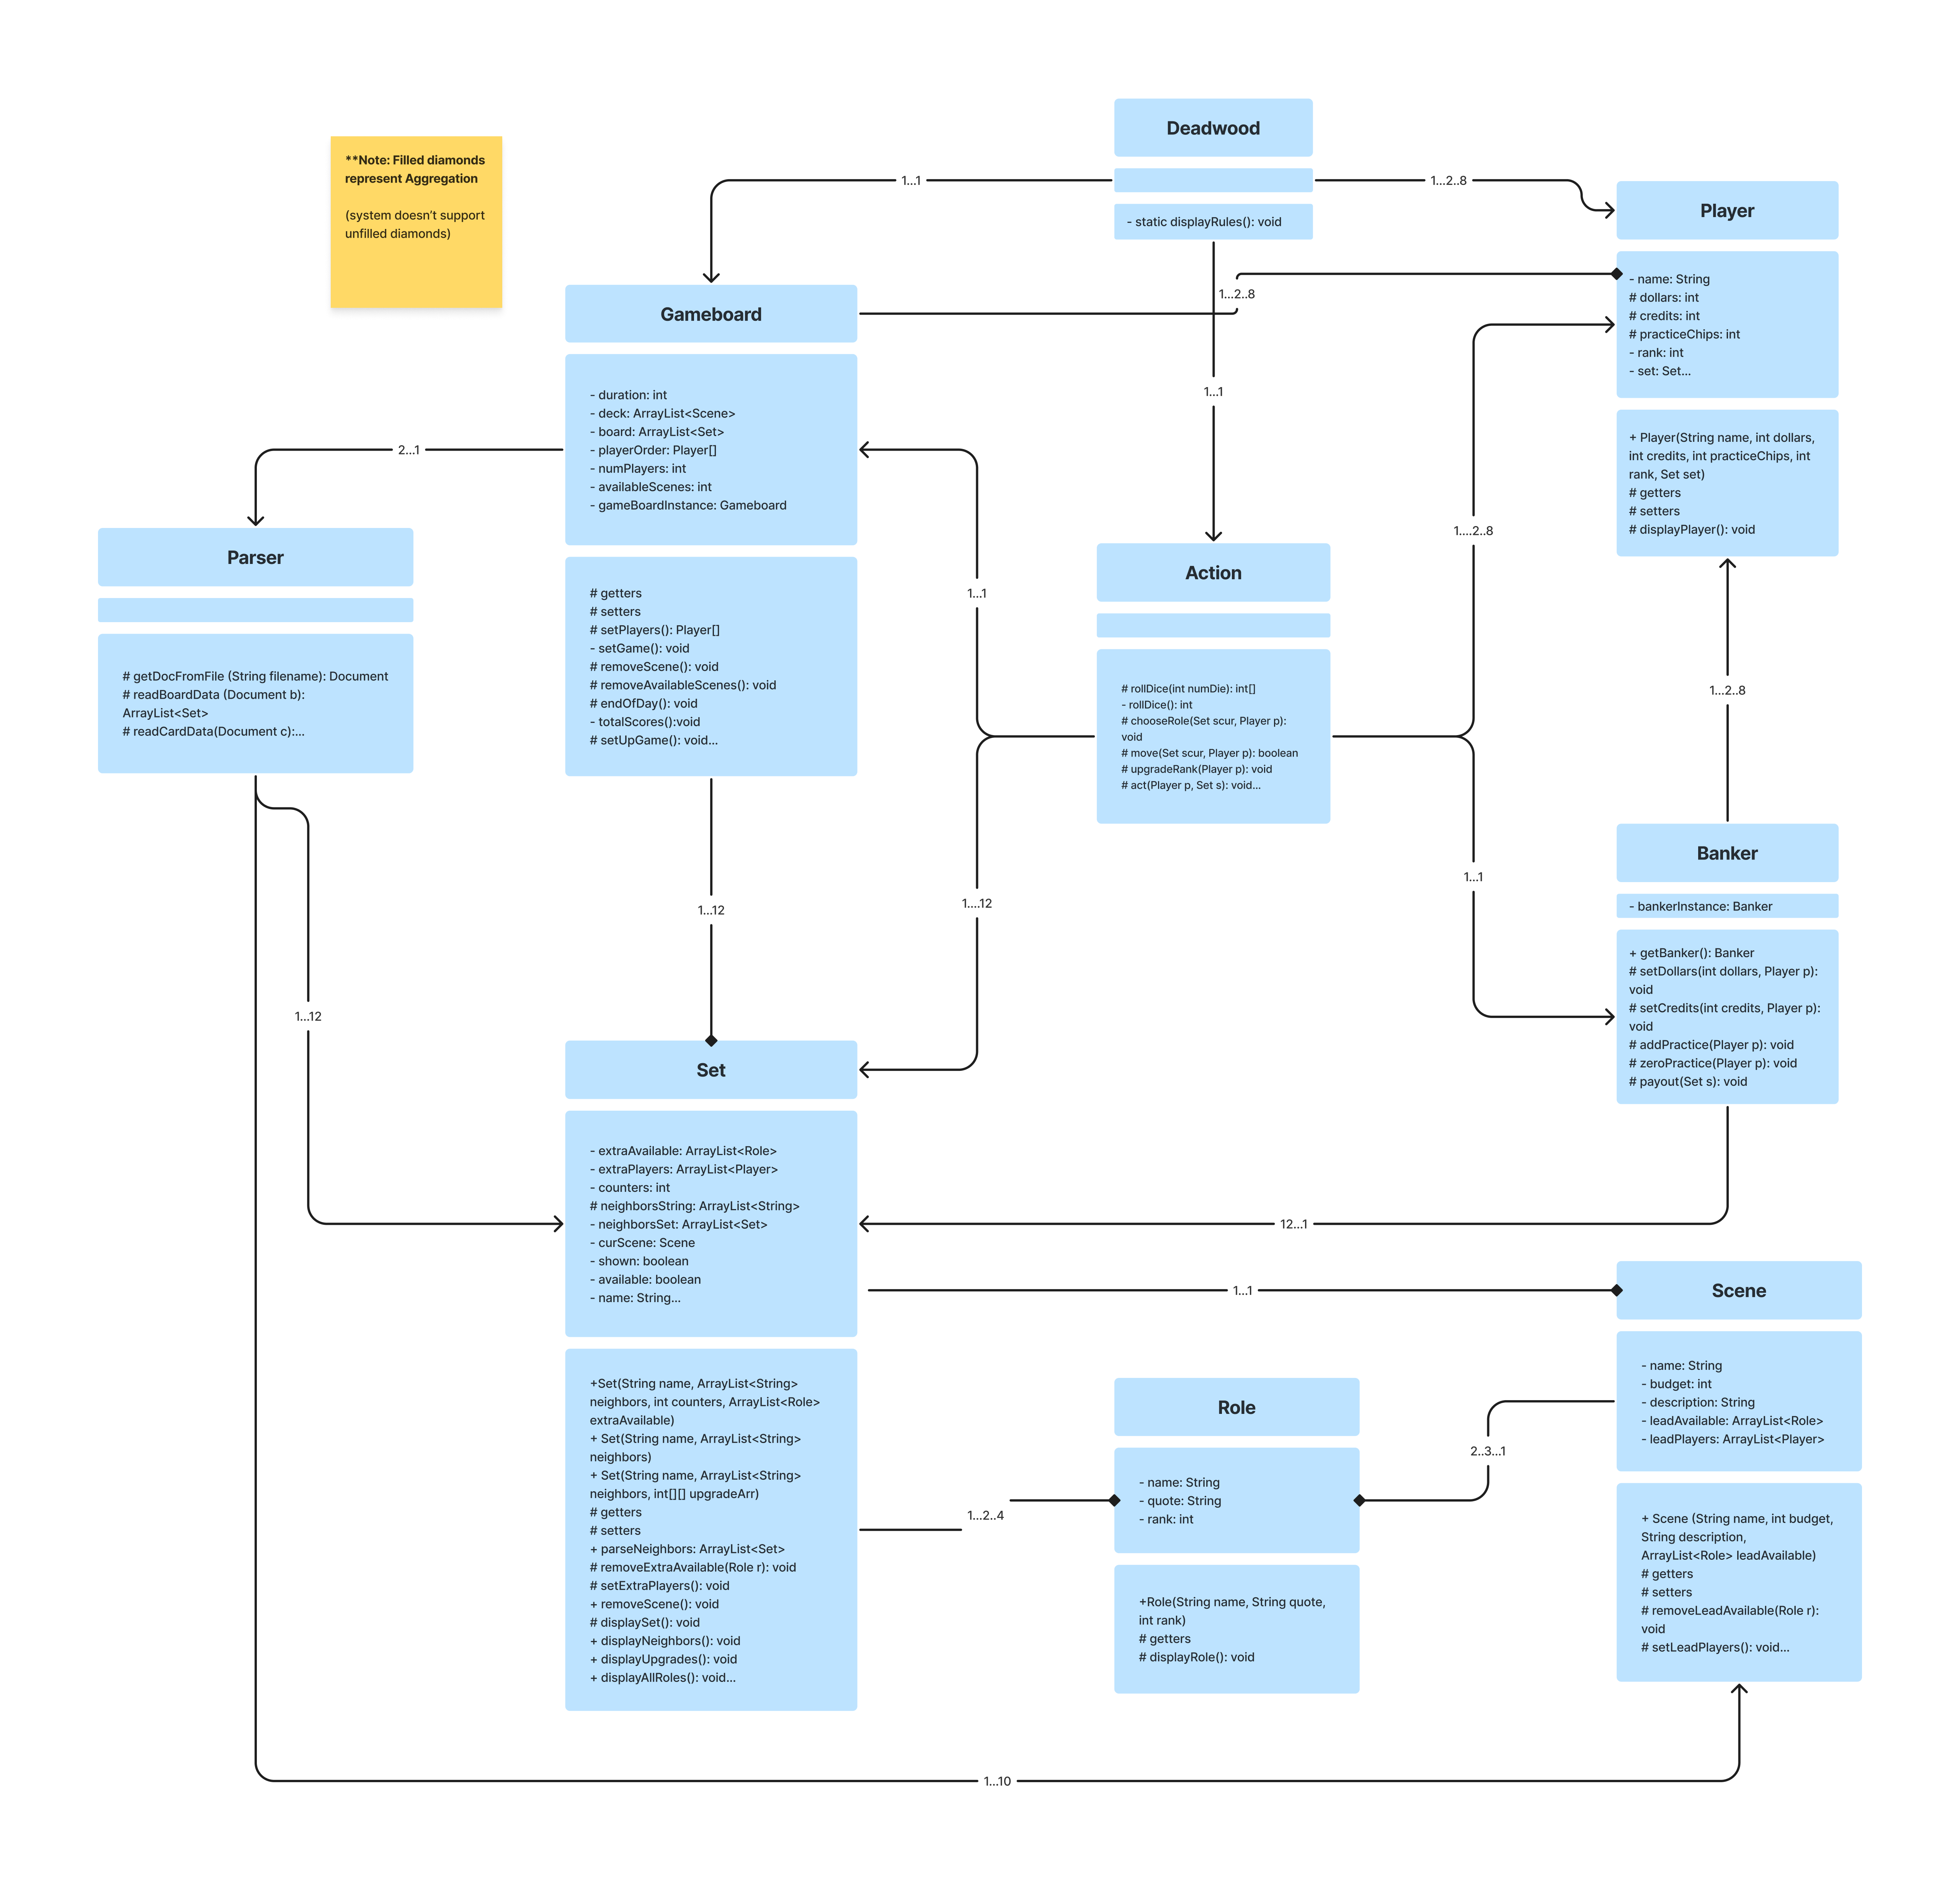 Deadwood
- static displayRules(): void
**Note: Filled diamonds
represent Aggregation
(system doesn't support
unfilled diamonds)
1...1
1...2..8
Player
- name: String
# dollars: int
# credits: int
# practiceChips: int
- rank: int
- set: Set...
+ Player(String name, int dollars,
int credits, int practiceChips, int
rank, Set set)
# getters
# setters
# displayPlayer(): void
1...2..8
1...1
Gameboard
- duration: int
- deck: ArrayList<Scene>
- board: ArrayList<Set>
- playerOrder: Player[]
- numPlayers: int
- availableScenes: int
- gameBoardInstance: Gameboard
# getters
# setters
# setPlayers(): Player[]
- setGame(): void
# removeScene(): void
# removeAvailableScenes(): void
# endOfDay(): void
- totalScores():void
# setUpGame(): void...
2...1
Parser
# getDocFromFile (String filename): Document
# readBoardData (Document b):
ArrayList<Set>
# readCardData(Document c):...
1...1
Action
# rollDice(int numDie): int[]
- rollDice(): int
# chooseRole(Set scur, Player p):
void
# move(Set scur, Player p): boolean
# upgradeRank(Player p): void
# act(Player p, Set s): void...
1....2..8
1...2..8
1...1
Banker
- bankerInstance: Banker
+ getBanker(): Banker
# setDollars(int dollars, Player p):
void
# setCredits(int credits, Player p):
void
# addPractice(Player p): void
# zeroPractice(Player p): void
# payout(Set s): void
1...12
1....12
1...12
Set
- extraAvailable: ArrayList<Role>
- extraPlayers: ArrayList<Player>
- counters: int
# neighborsString: ArrayList<String>
- neighborsSet: ArrayList<Set>
- curScene: Scene
- shown: boolean
- available: boolean
- name: String...
+Set(String name, ArrayList<String>
neighbors, int counters, ArrayList<Role>
extraAvailable)
+ Set(String name, ArrayList<String>
neighbors)
+ Set(String name, ArrayList<String>
neighbors, int[][] upgradeArr)
# getters
# setters
+ parseNeighbors: ArrayList<Set>
# removeExtraAvailable(Role r): void
# setExtraPlayers(): void
+ removeScene(): void
# displaySet(): void
+ displayNeighbors(): void
+ displayUpgrades(): void
+ displayAllRoles(): void...
12...1
1...1
Scene
- name: String
- budget: int
- description: String
- leadAvailable: ArrayList<Role>
- leadPlayers: ArrayList<Player>
+ Scene (String name, int budget,
String description,
ArrayList<Role> leadAvailable)
# getters
# setters
# removeLeadAvailable(Role r):
void
# setLeadPlayers(): void...
2..3...1
Role
- name: String
- quote: String
- rank: int
+Role(String name, String quote,
int rank)
# getters
# displayRole(): void
1...2..4
1...10